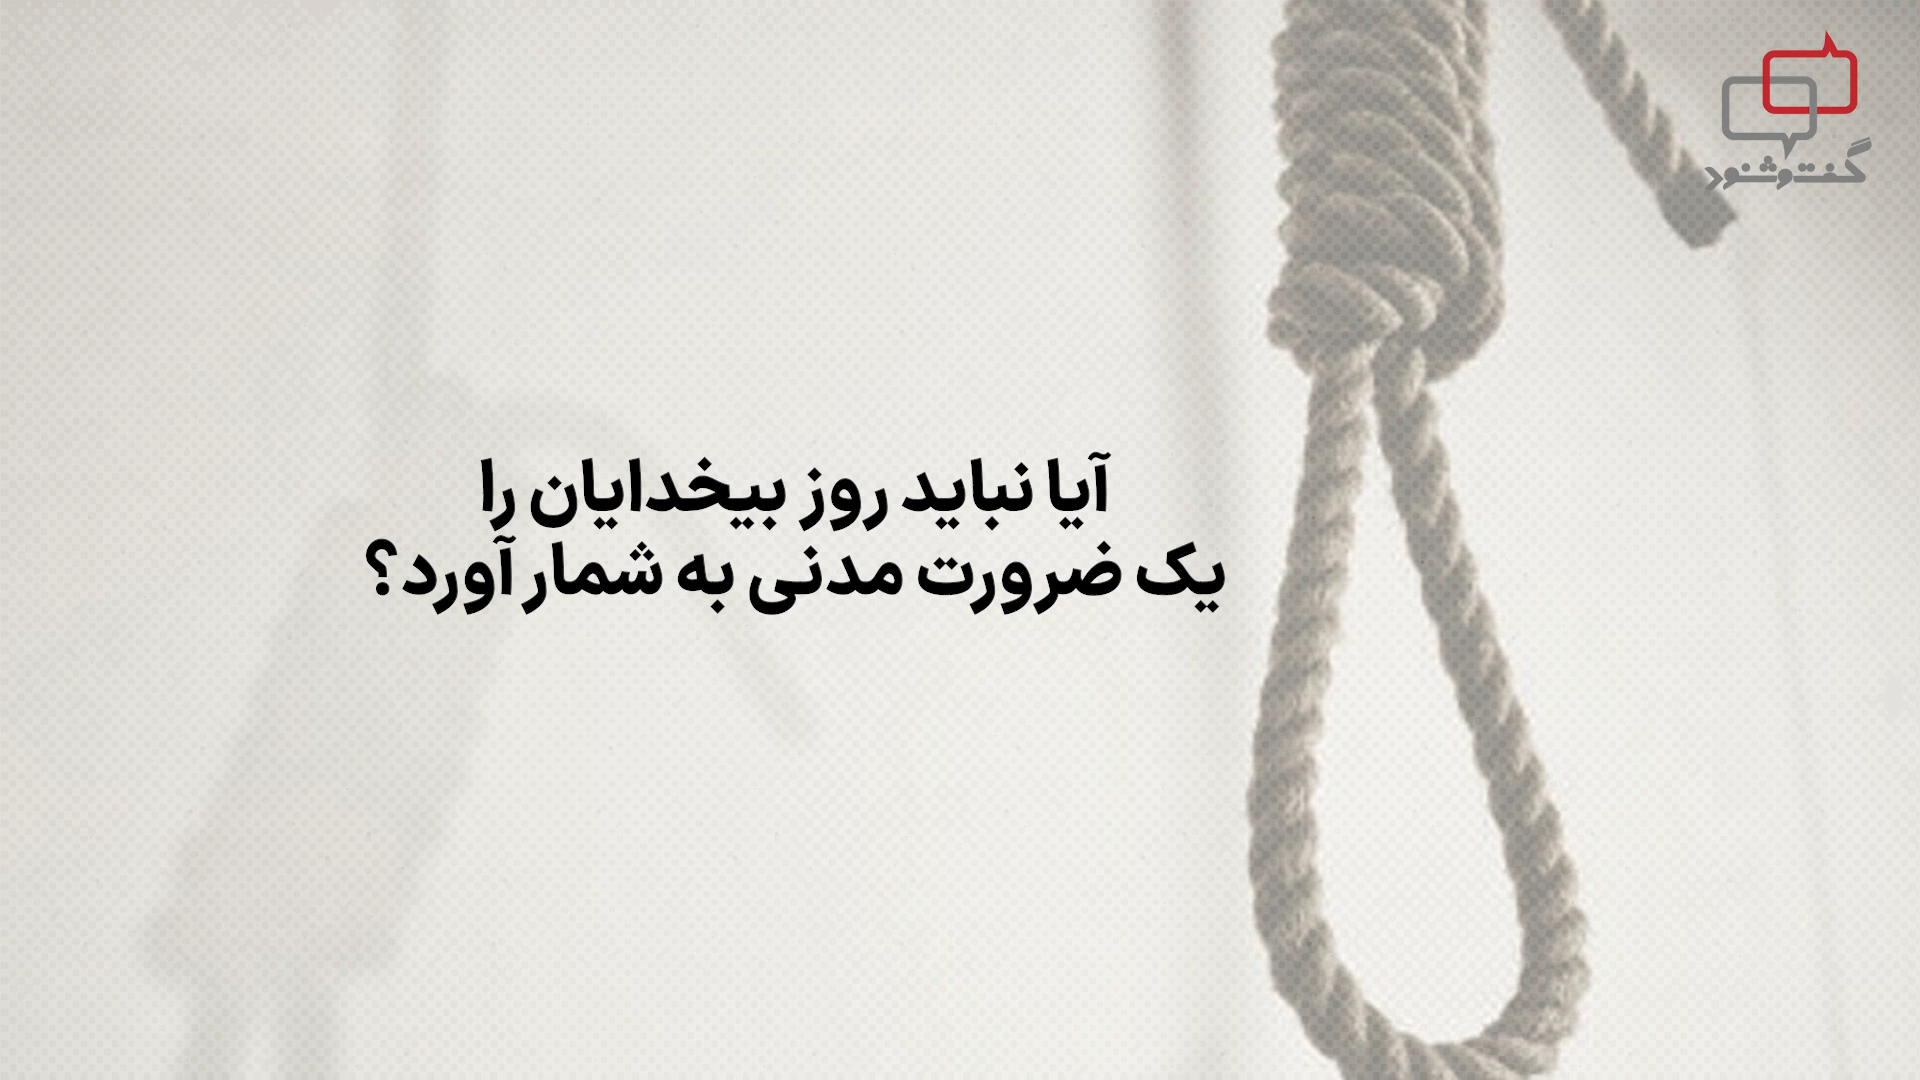 گفت‌وشنود
آیا نباید روز بیخدایان را
یک ضرورت مدنی به شمار آورد؟